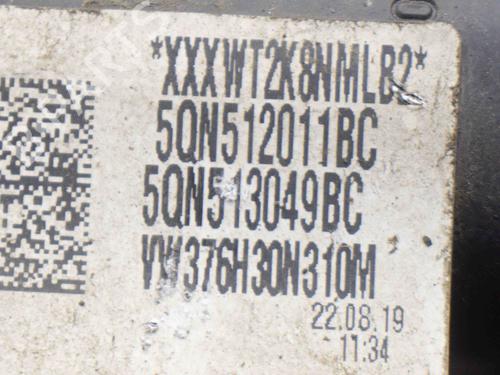 *XXXWT2K8NMLB2*
5QN512011BC
5QN513049BC
VW376H30N310M
22.08.19
11:34